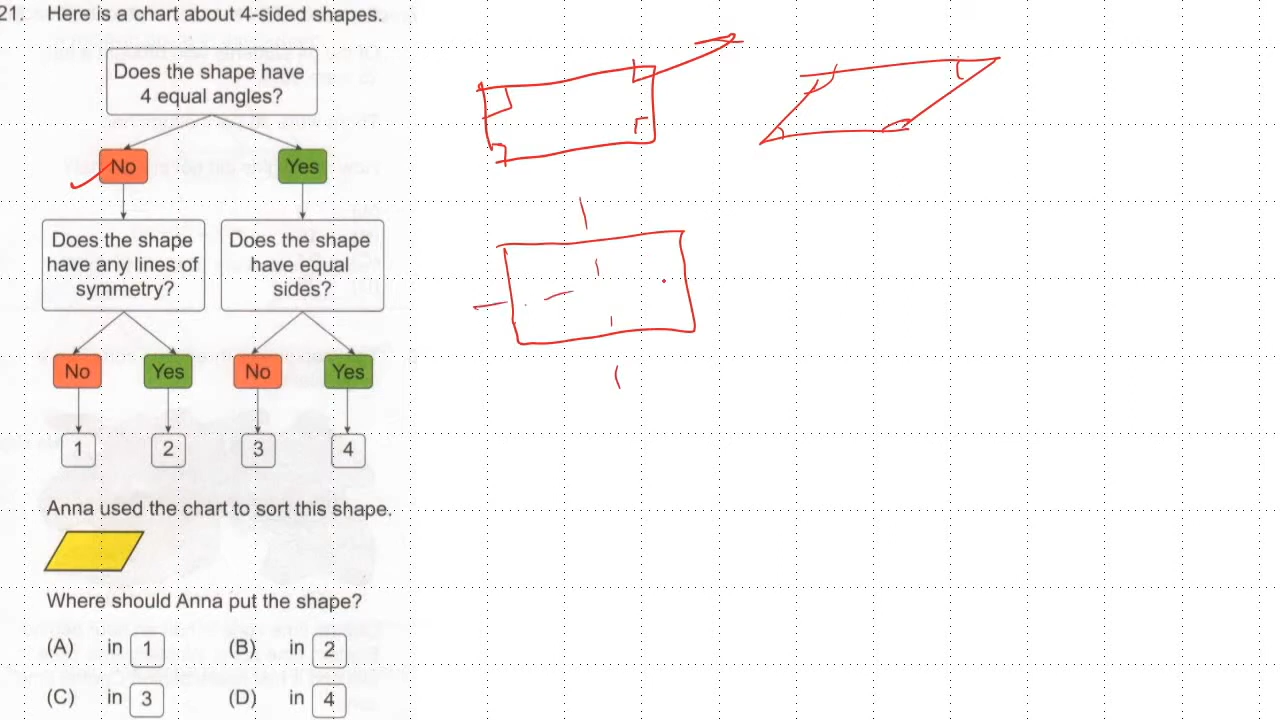 21. Here is a chart about 4-sided shapes.
Does the shape have
4 equal angles?
No Yes
Does the shape
have any lines of
symmetry?
Does the shape
have equal
sides?
No Yes No Yes
1 2 3 4
Anna used the chart to sort this shape.
Where should Anna put the shape?
(A) in 1 (B) in 2
(C) in 3 (D) in 4